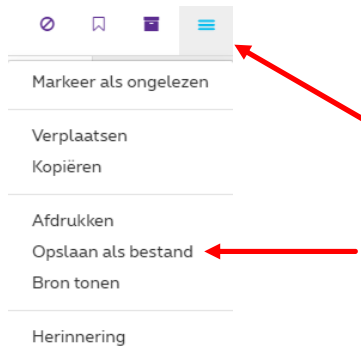 Markeer als ongelezen
Verplaatsen
Kopiëren
Afdrukken
Opslaan als bestand
Bron tonen
Herinnering